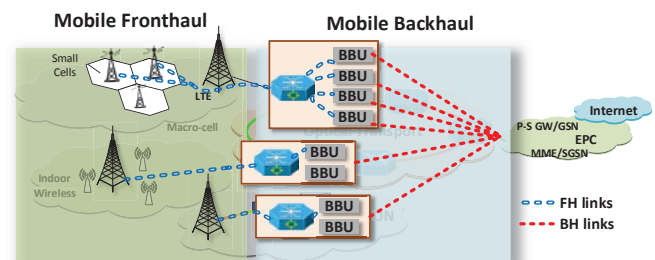 Mobile Fronthaul
Mobile Backhaul
Small
Cells
LTE
Macro-cell
BBU
BBU
BBU
BBU
Internet
P-S GW/GSN
EPC
MME/SGSN
BBU
BBU
Indoor
Wireless
BBU
BBU
FH links
BH links